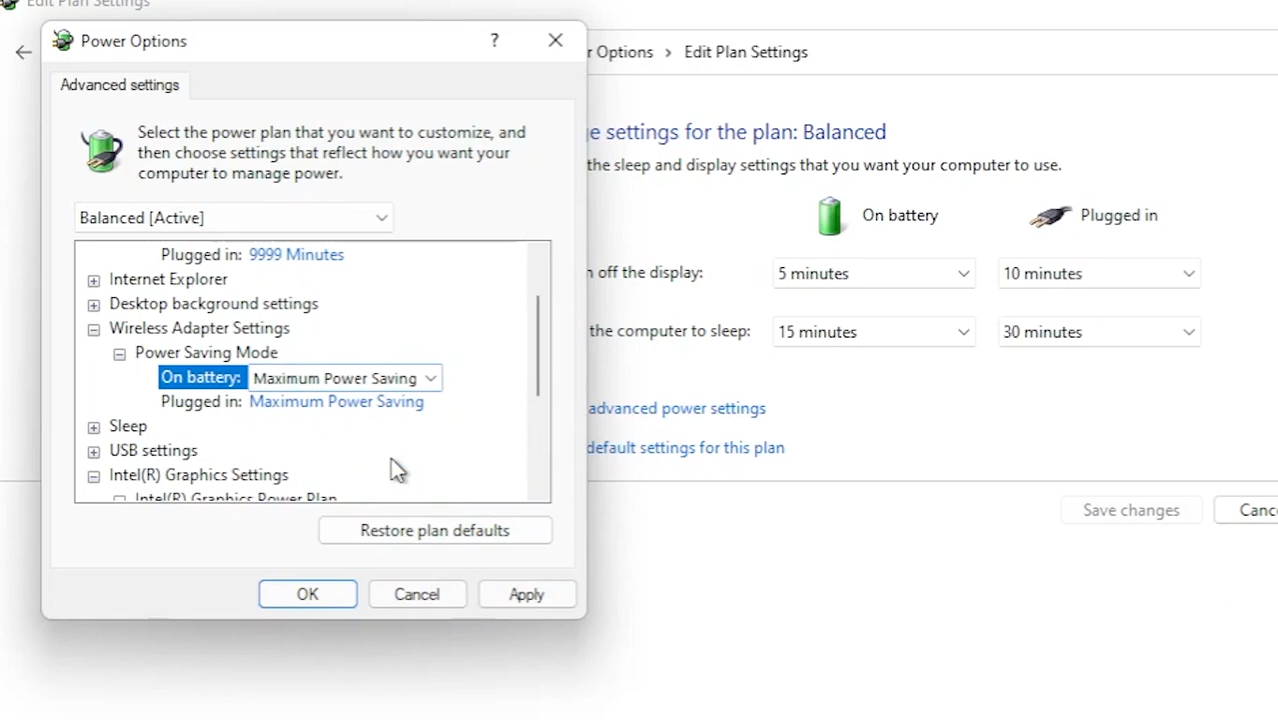 Edit Plan Settings
Power Options
?
r Options > Edit Plan Settings
Advanced settings
Select the power plan that you want to customize, and
then choose settings that reflect how you want your
computer to manage power.
Balanced [Active]
Plugged in: 9999 Minutes
Internet Explorer
Desktop background settings
Wireless Adapter Settings
Power Saving Mode
On battery: Maximum Power Saving
Plugged in: Maximum Power Saving
Sleep
USB settings
Intel(R) Graphics Settings
Intel(R) Graphics Power Plan
Restore plan defaults
OK
Cancel
Apply
ge settings for the plan: Balanced
the sleep and display settings that you want your computer to use.
On battery
Plugged in
n off the display:
5 minutes
10 minutes
the computer to sleep:
15 minutes
30 minutes
advanced power settings
default settings for this plan
Save changes
Canc